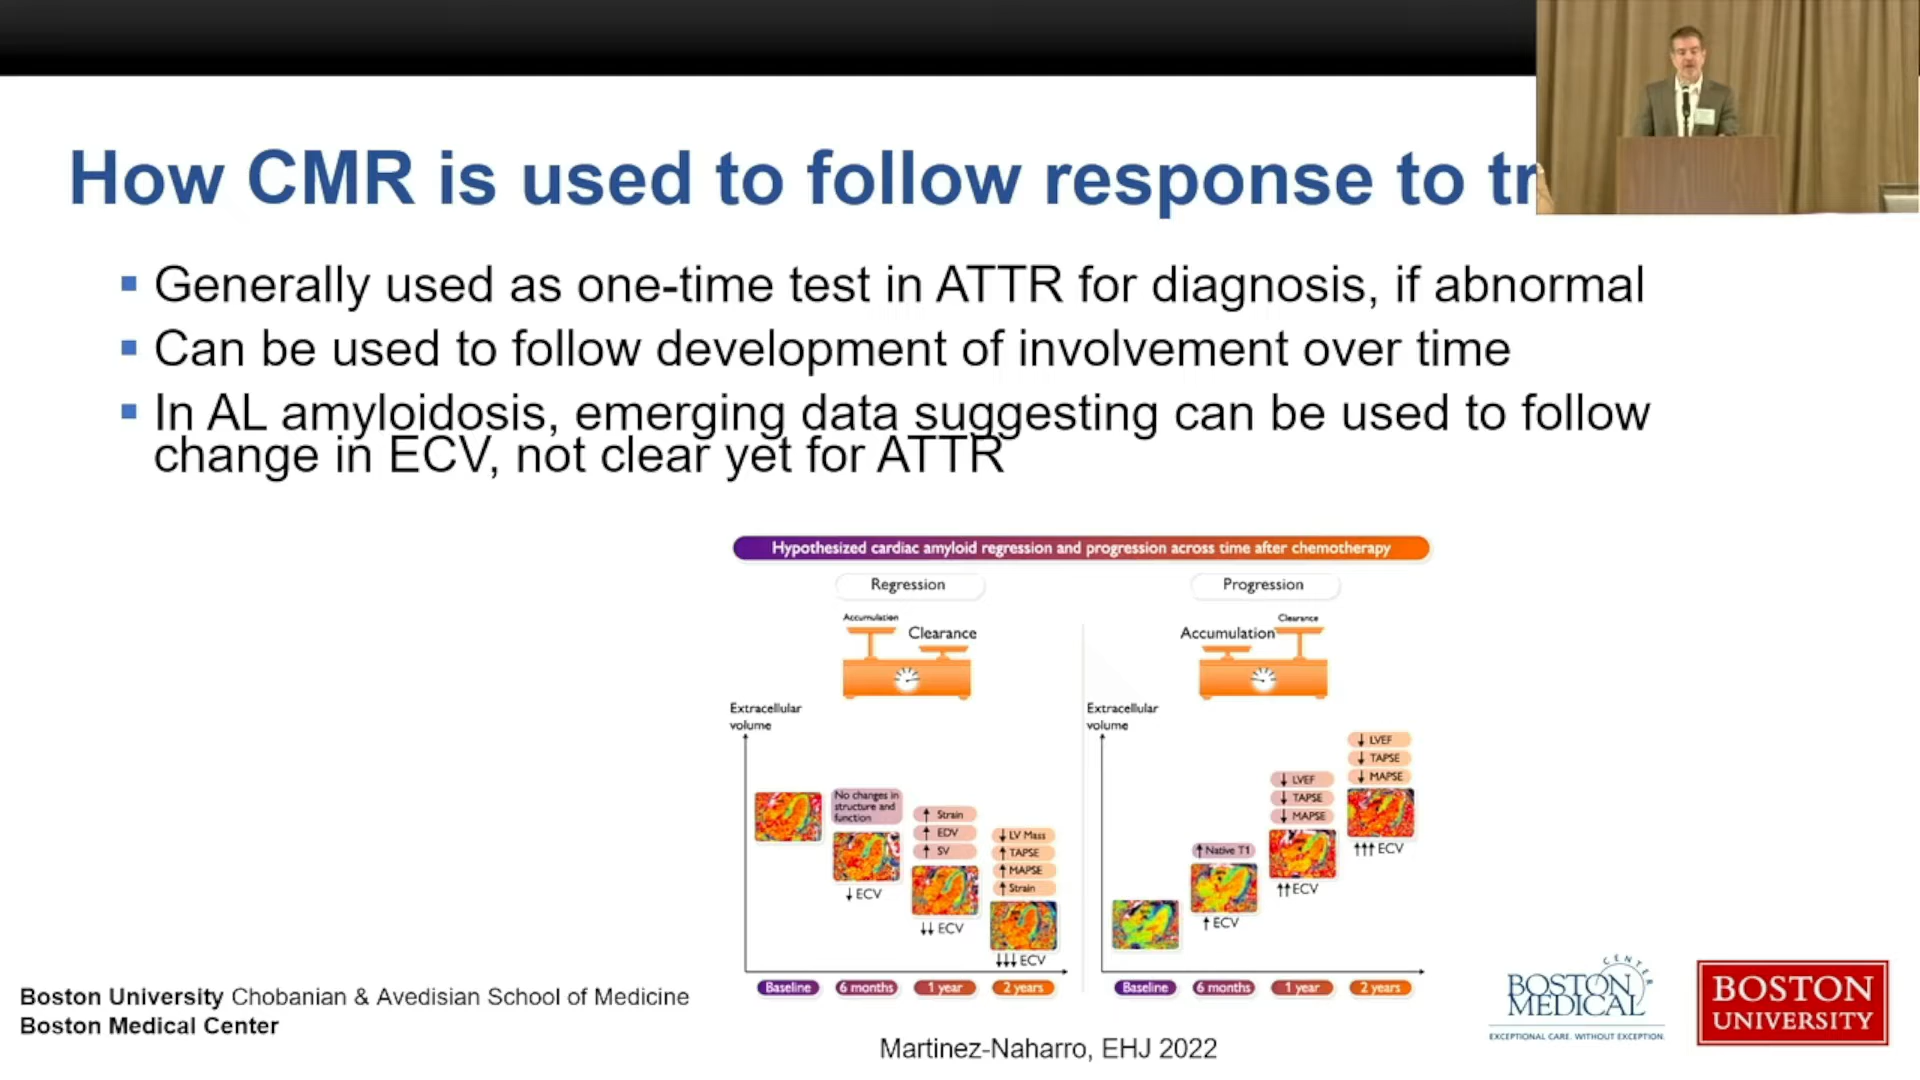 How CMR is used to follow response to tr
Generally used as one-time test in ATTR for diagnosis, if abnormal
Can be used to follow development of involvement over time
In AL amyloidosis, emerging data suggesting can be used to follow
change in ECV, not clear yet for ATTR
Hypothesized cardiac amyloid regression and progression across time after chemotherapy
Regression
Accumulation
Clearance
Extracellular
volume
No changes in
structure and
function
↓ ECV
↑ Strain
↑ EDV
↑ SV
↓↓ ECV
↓ LV Mass
↑ TAPSE
↑ MAPSE
↑ Strain
↓↓↓ ECV
Baseline
6 months
1 year
2 years
Progression
Clearance
Accumulation
Extracellular
volume
↑ Native T1
↑ ECV
↓ LVEF
↓ TAPSE
↓ MAPSE
↑↑ ECV
↓ LVEF
↓ TAPSE
↓ MAPSE
↑↑↑ ECV
Baseline
6 months
1 year
2 years
Martinez-Naharro, EHJ 2022
Boston University Chobanian & Avedisian School of Medicine
Boston Medical Center
BOSTON
MEDICAL
CENTER
EXCEPTIONAL CARE. WITHOUT EXCEPTION.
BOSTON
UNIVERSITY